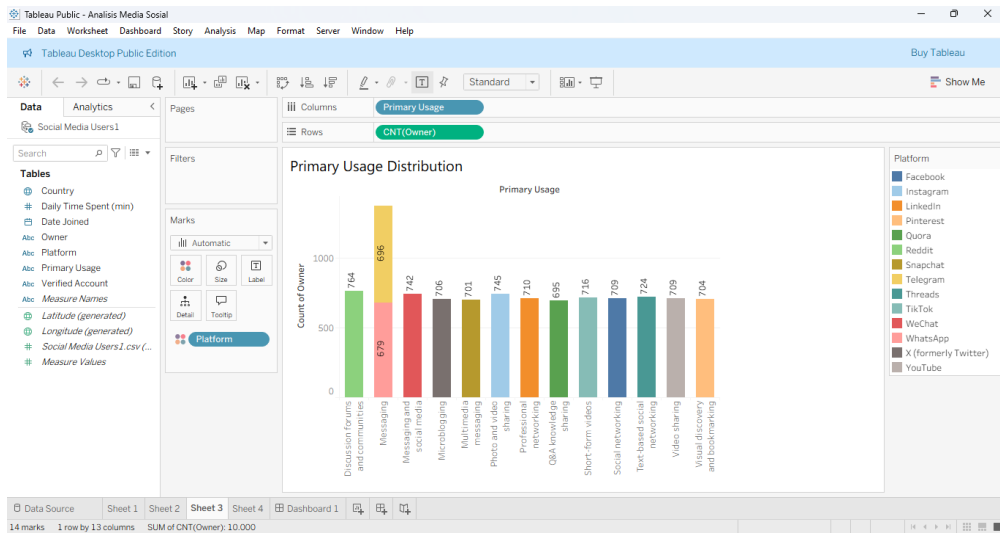 Tableau Public - Analisis Media Sosial
File Data Worksheet Dashboard Story Analysis Map Format Server Window Help
Tableau Desktop Public Edition
Buy Tableau
Standard
Show Me
Data Analytics
Social Media Users1
Search
Tables
Country
Daily Time Spent (min)
Date Joined
Abc Owner
Abc Platform
Abc Primary Usage
Abc Verified Account
Abc Measure Names
Latitude (generated)
Longitude (generated)
Social Media Users1.csv (...
Measure Values
Pages
Filters
Marks
Automatic
Color Size Label
Detail Tooltip
Platform
Columns Primary Usage
Rows CNT(Owner)
Primary Usage Distribution
Primary Usage
Count of Owner
1000
500
0
764
696
679
742
706
701
745
710
695
716
709
724
709
704
Discussion forums
and communities
Messaging
Messaging and
social media
Microblogging
Multimedia
messaging
Photo and video
sharing
Professional
networking
Q&A knowledge
sharing
Short-form videos
Social networking
Text-based social
networking
Video sharing
Visual discovery
and bookmarking
Platform
Facebook
Instagram
LinkedIn
Pinterest
Quora
Reddit
Snapchat
Telegram
Threads
TikTok
WeChat
WhatsApp
X (formerly Twitter)
YouTube
Data Source Sheet 1 Sheet 2 Sheet 3 Sheet 4 Dashboard 1
14 marks 1 row by 13 columns SUM of CNT(Owner): 10.000